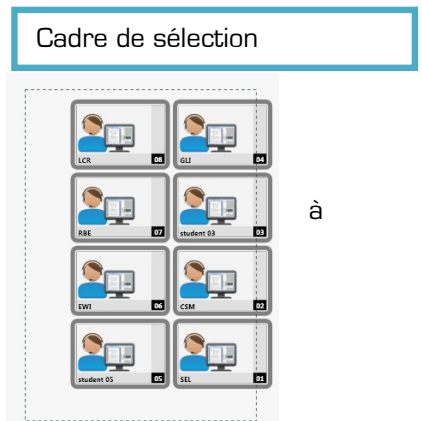 Cadre de sélection
LCR 08 GLI 04
à
RBE 07 student 03 03
EWI 06 CSM 02
student 05 05 SEL 01